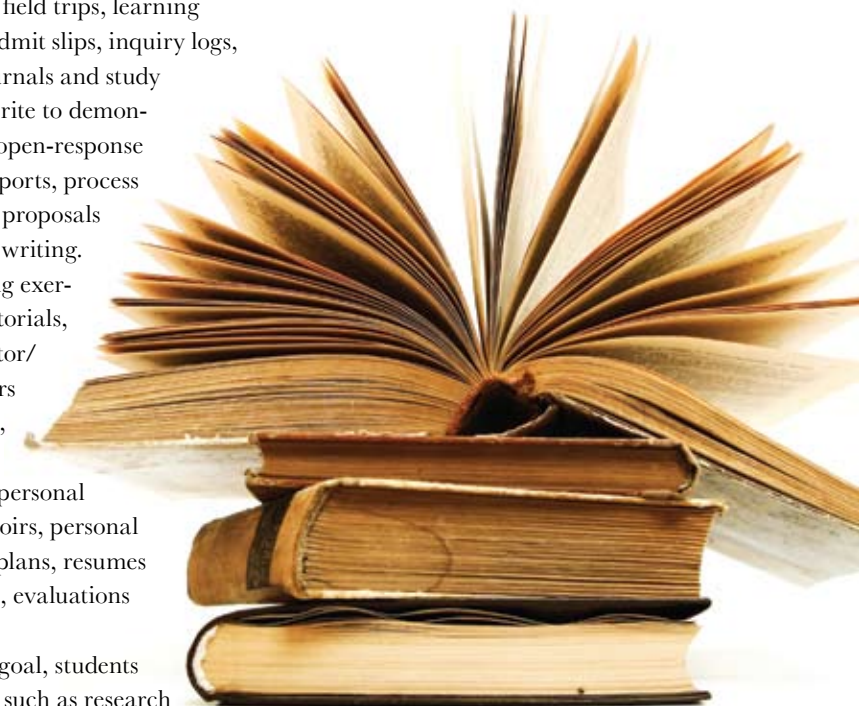 field trips, learning
dmit slips, inquiry logs,
urnals and study
rite to demon-
open-response
ports, process
proposals
writing.
g exer-
torials,
tor/
rs
,
personal
oirs, personal
plans, resumes
, evaluations
goal, students
such as research